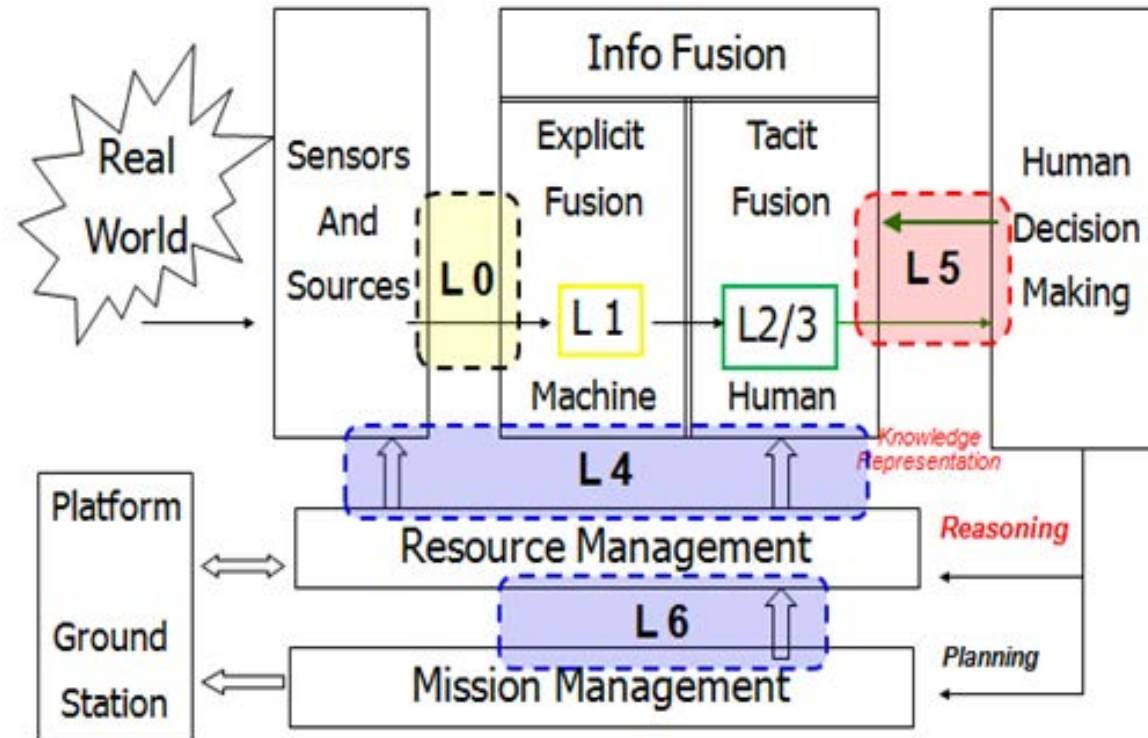 Real
World
Sensors
And
Sources
L 0
Info Fusion
Explicit
Fusion
L 1
Machine
Tacit
Fusion
L2/3
Human
L 5
Human
Decision
Making
Knowledge
Representation
L 4
Platform
Ground
Station
Resource Management
Reasoning
L 6
Planning
Mission Management